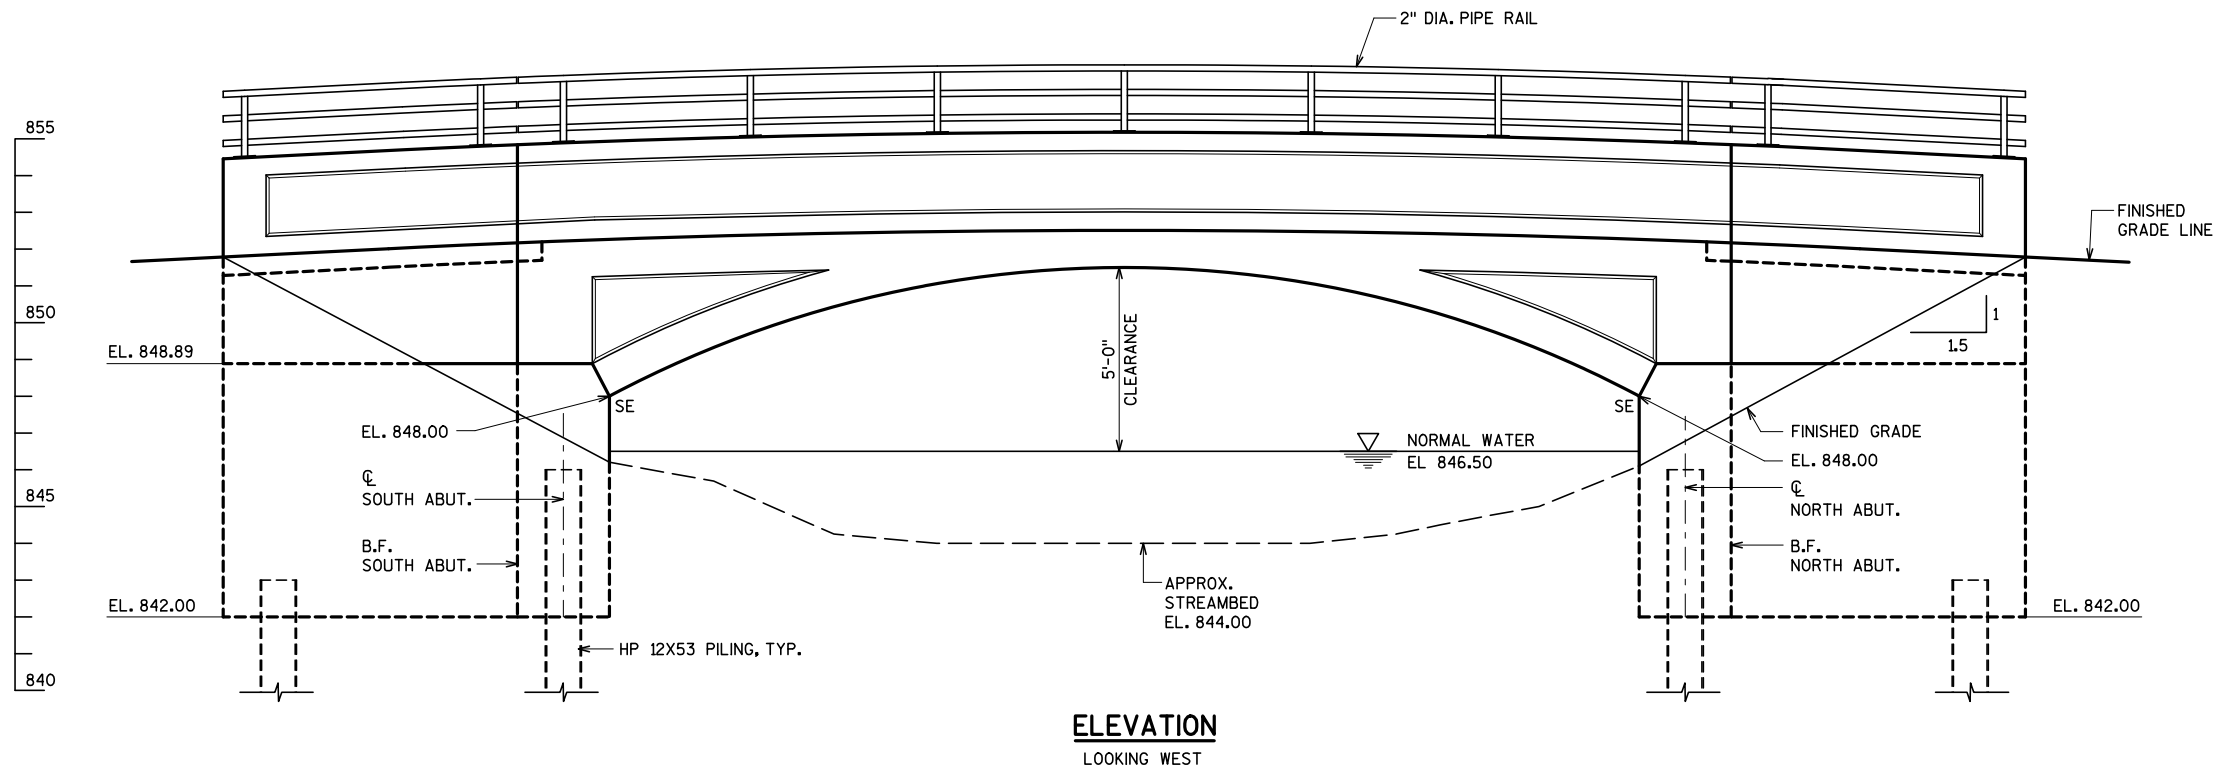 2" DIA. PIPE RAIL
855
FINISHED
GRADE LINE
850
1
1.5
EL. 848.89
5'-0"
CLEARANCE
SE
SE
EL. 848.00
NORMAL WATER
EL 846.50
FINISHED GRADE
EL. 848.00
845
℄
SOUTH ABUT.
℄
NORTH ABUT.
B.F.
SOUTH ABUT.
B.F.
NORTH ABUT.
APPROX.
STREAMBED
EL. 844.00
EL. 842.00
EL. 842.00
HP 12X53 PILING, TYP.
840
ELEVATION
LOOKING WEST